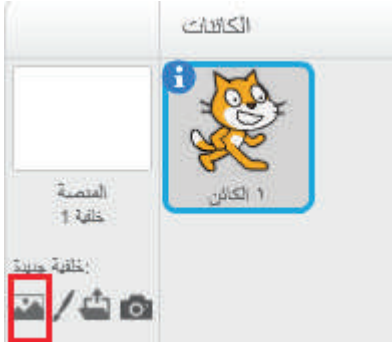 الكائنات
الكائن ١
المنصة
خلفية 1
خلفية جديدة: